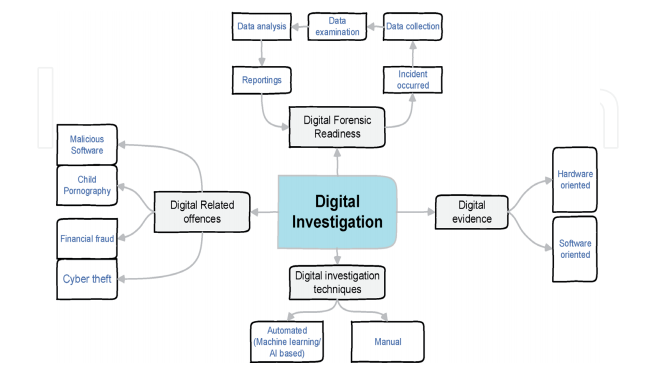 Data analysis
Data
examination
Data collection
Reportings
Incident
occurred
Digital Forensic
Readiness
Malicious
Software
Child
Pornography
Financial fraud
Cyber theft
Digital Related
offences
Digital
Investigation
Digital
evidence
Hardware
oriented
Software
oriented
Digital investigation
techniques
Automated
(Machine learning/
AI based)
Manual